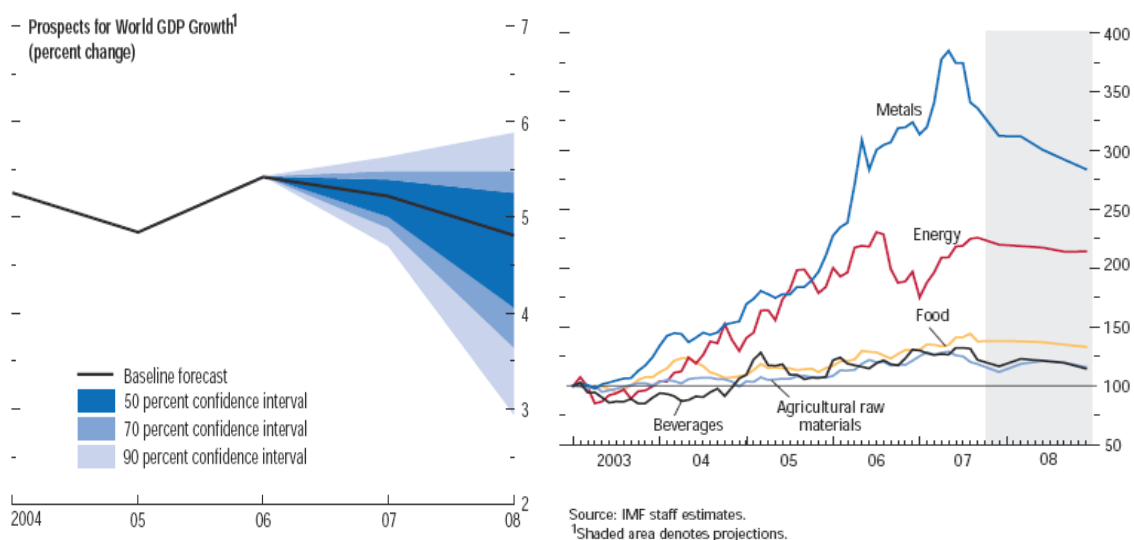 Prospects for World GDP Growth1
(percent change)
7
6
5
4
3
2
Baseline forecast
50 percent confidence interval
70 percent confidence interval
90 percent confidence interval
2004 05 06 07 08
400
350
300
250
200
150
100
50
Metals
Energy
Food
Beverages
Agricultural raw
materials
2003 04 05 06 07 08
Source: IMF staff estimates.
1Shaded area denotes projections.